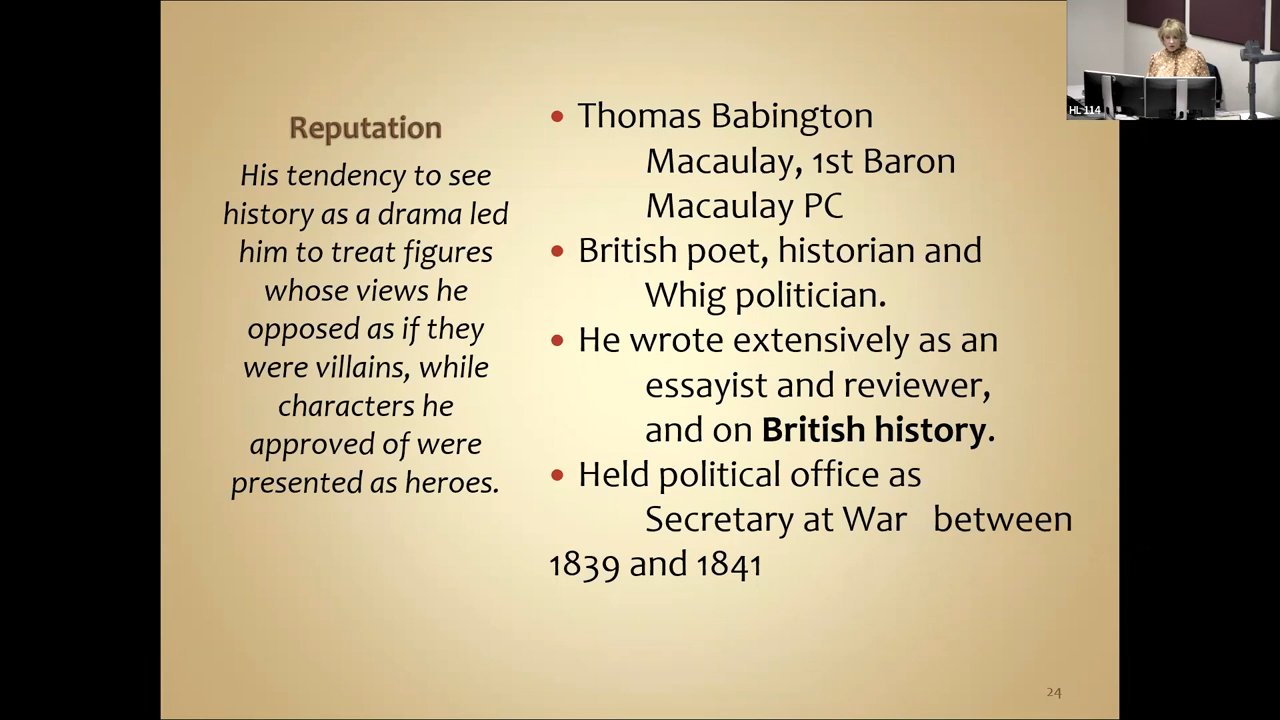 Reputation
His tendency to see
history as a drama led
him to treat figures
whose views he
opposed as if they
were villains, while
characters he
approved of were
presented as heroes.
• Thomas Babington
Macaulay, 1st Baron
Macaulay PC
• British poet, historian and
Whig politician.
• He wrote extensively as an
essayist and reviewer,
and on British history.
• Held political office as
Secretary at War between
1839 and 1841
24
HL 114